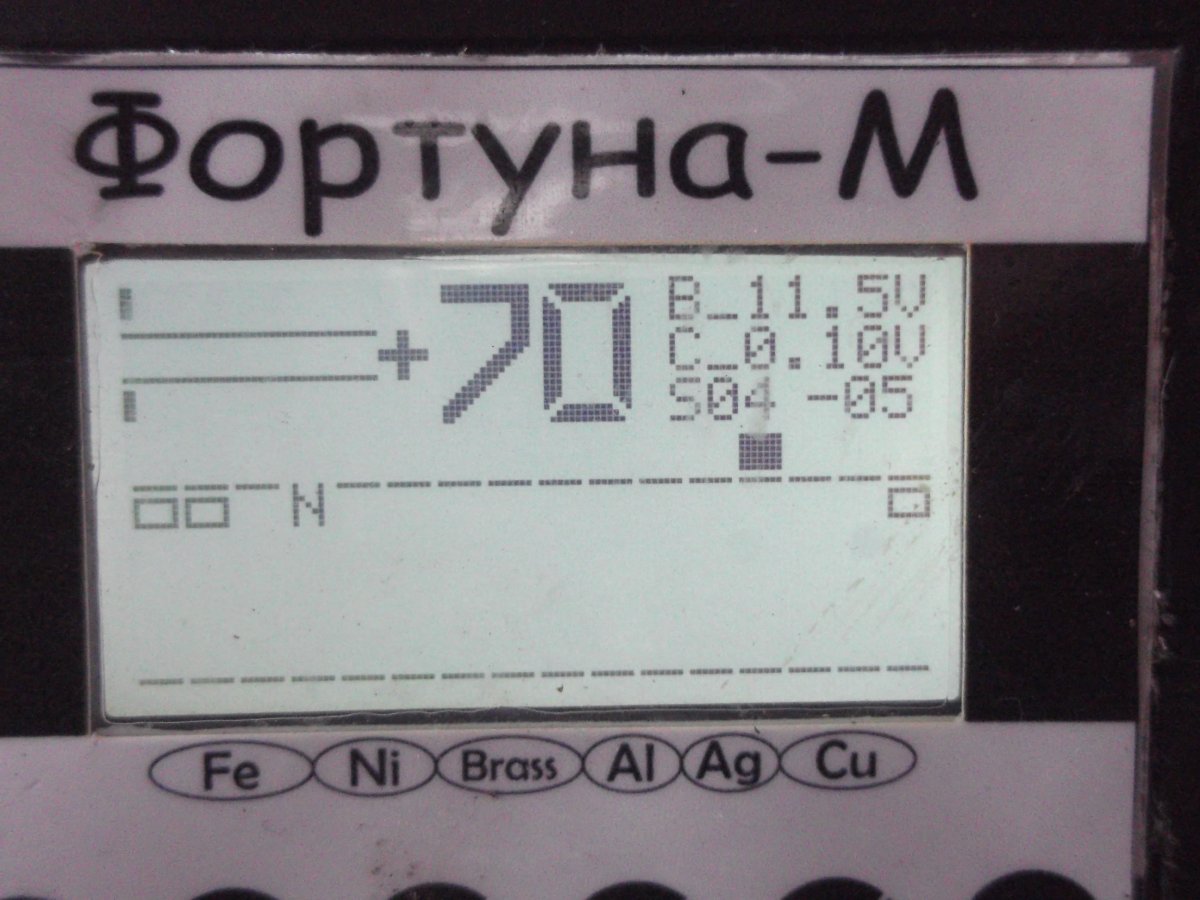 Фортуна-М
+70
B_11.5V
C_0.10V
S04 -05
N
Fe Ni Brass Al Ag Cu